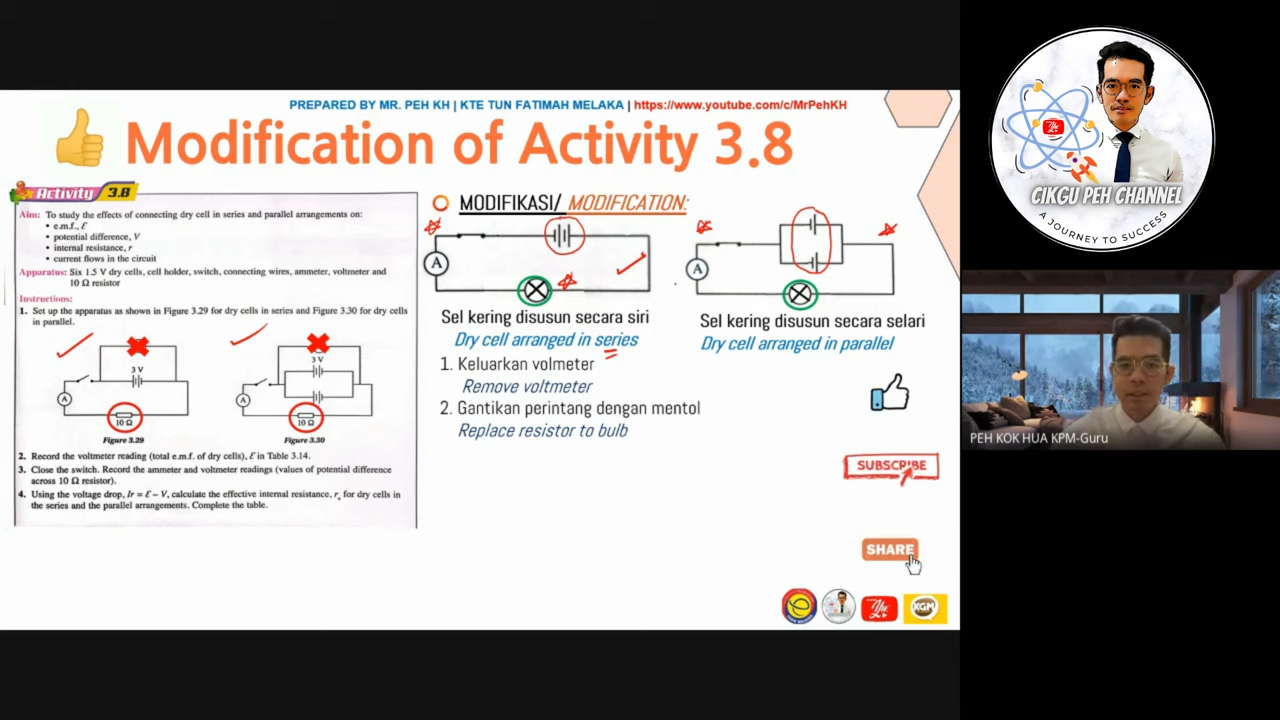 PREPARED BY MR. PEH KH | KTE TUN FATIMAH MELAKA | https://www.youtube.com/c/MrPehKH
Modification of Activity 3.8
Activity 3.8
Aim: To study the effects of connecting dry cell in series and parallel arrangements on:
• e.m.f., Ɛ
• potential difference, V
• internal resistance, r
• current flows in the circuit
Apparatus: Six 1.5 V dry cells, cell holder, switch, connecting wires, ammeter, voltmeter and
10 Ω resistor
Instructions:
1. Set up the apparatus as shown in Figure 3.29 for dry cells in series and Figure 3.30 for dry cells
in parallel.
3 V
A
10 Ω
Figure 3.29
3 V
A
10 Ω
Figure 3.30
2. Record the voltmeter reading (total e.m.f. of dry cells), Ɛ in Table 3.14.
3. Close the switch. Record the ammeter and voltmeter readings (values of potential difference
across 10 Ω resistor).
4. Using the voltage drop, Ir = Ɛ – V, calculate the effective internal resistance, rₑ for dry cells in
the series and the parallel arrangements. Complete the table.
MODIFIKASI/ MODIFICATION:
A
Sel kering disusun secara siri
Dry cell arranged in series
A
Sel kering disusun secara selari
Dry cell arranged in parallel
1. Keluarkan volmeter
Remove voltmeter
2. Gantikan perintang dengan mentol
Replace resistor to bulb
SUBSCRIBE
SHARE
KGM
CIKGU PEH CHANNEL
A JOURNEY TO SUCCESS
PEH KOK HUA KPM-Guru